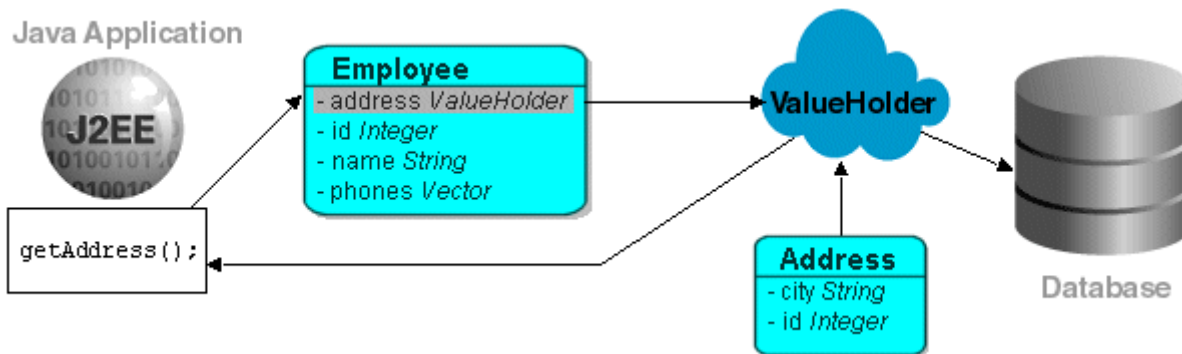 Java Application
J2EE
getAddress();
Employee
- address ValueHolder
- id Integer
- name String
- phones Vector
ValueHolder
Address
- city String
- id Integer
Database